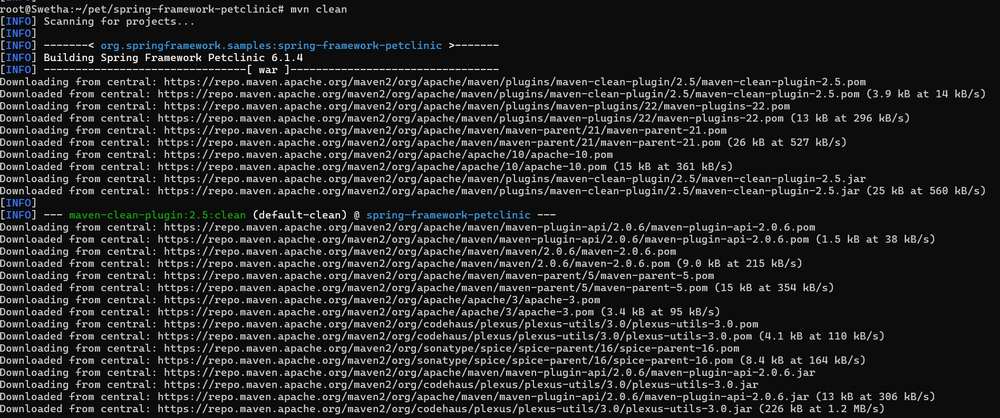 root@Swetha:~/pet/spring-framework-petclinic# mvn clean
[INFO] Scanning for projects...
[INFO]
[INFO] -------< org.springframework.samples:spring-framework-petclinic >-------
[INFO] Building Spring Framework Petclinic 6.1.4
[INFO] --------------------------------[ war ]---------------------------------
Downloading from central: https://repo.maven.apache.org/maven2/org/apache/maven/plugins/maven-clean-plugin/2.5/maven-clean-plugin-2.5.pom
Downloaded from central: https://repo.maven.apache.org/maven2/org/apache/maven/plugins/maven-clean-plugin/2.5/maven-clean-plugin-2.5.pom (3.9 kB at 14 kB/s)
Downloading from central: https://repo.maven.apache.org/maven2/org/apache/maven/plugins/maven-plugins/22/maven-plugins-22.pom
Downloaded from central: https://repo.maven.apache.org/maven2/org/apache/maven/plugins/maven-plugins/22/maven-plugins-22.pom (13 kB at 296 kB/s)
Downloading from central: https://repo.maven.apache.org/maven2/org/apache/maven/maven-parent/21/maven-parent-21.pom
Downloaded from central: https://repo.maven.apache.org/maven2/org/apache/maven/maven-parent/21/maven-parent-21.pom (26 kB at 527 kB/s)
Downloading from central: https://repo.maven.apache.org/maven2/org/apache/apache/10/apache-10.pom
Downloaded from central: https://repo.maven.apache.org/maven2/org/apache/apache/10/apache-10.pom (15 kB at 361 kB/s)
Downloading from central: https://repo.maven.apache.org/maven2/org/apache/maven/plugins/maven-clean-plugin/2.5/maven-clean-plugin-2.5.jar
Downloaded from central: https://repo.maven.apache.org/maven2/org/apache/maven/plugins/maven-clean-plugin/2.5/maven-clean-plugin-2.5.jar (25 kB at 560 kB/s)
[INFO]
[INFO] --- maven-clean-plugin:2.5:clean (default-clean) @ spring-framework-petclinic ---
Downloading from central: https://repo.maven.apache.org/maven2/org/apache/maven/maven-plugin-api/2.0.6/maven-plugin-api-2.0.6.pom
Downloaded from central: https://repo.maven.apache.org/maven2/org/apache/maven/maven-plugin-api/2.0.6/maven-plugin-api-2.0.6.pom (1.5 kB at 38 kB/s)
Downloading from central: https://repo.maven.apache.org/maven2/org/apache/maven/maven/2.0.6/maven-2.0.6.pom
Downloaded from central: https://repo.maven.apache.org/maven2/org/apache/maven/maven/2.0.6/maven-2.0.6.pom (9.0 kB at 215 kB/s)
Downloading from central: https://repo.maven.apache.org/maven2/org/apache/maven/maven-parent/5/maven-parent-5.pom
Downloaded from central: https://repo.maven.apache.org/maven2/org/apache/maven/maven-parent/5/maven-parent-5.pom (15 kB at 354 kB/s)
Downloading from central: https://repo.maven.apache.org/maven2/org/apache/apache/3/apache-3.pom
Downloaded from central: https://repo.maven.apache.org/maven2/org/apache/apache/3/apache-3.pom (3.4 kB at 95 kB/s)
Downloading from central: https://repo.maven.apache.org/maven2/org/codehaus/plexus/plexus-utils/3.0/plexus-utils-3.0.pom
Downloaded from central: https://repo.maven.apache.org/maven2/org/codehaus/plexus/plexus-utils/3.0/plexus-utils-3.0.pom (4.1 kB at 110 kB/s)
Downloading from central: https://repo.maven.apache.org/maven2/org/sonatype/spice/spice-parent/16/spice-parent-16.pom
Downloaded from central: https://repo.maven.apache.org/maven2/org/sonatype/spice/spice-parent/16/spice-parent-16.pom (8.4 kB at 164 kB/s)
Downloading from central: https://repo.maven.apache.org/maven2/org/apache/maven/maven-plugin-api/2.0.6/maven-plugin-api-2.0.6.jar
Downloading from central: https://repo.maven.apache.org/maven2/org/codehaus/plexus/plexus-utils/3.0/plexus-utils-3.0.jar
Downloaded from central: https://repo.maven.apache.org/maven2/org/apache/maven/maven-plugin-api/2.0.6/maven-plugin-api-2.0.6.jar (13 kB at 306 kB/s)
Downloaded from central: https://repo.maven.apache.org/maven2/org/codehaus/plexus/plexus-utils/3.0/plexus-utils-3.0.jar (226 kB at 1.2 MB/s)